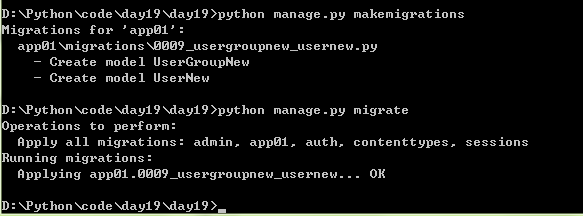 D:\Python\code\day19\day19>python manage.py makemigrations
Migrations for 'app01':
  app01\migrations\0009_usergroupnew_usernew.py
    - Create model UserGroupNew
    - Create model UserNew
D:\Python\code\day19\day19>python manage.py migrate
Operations to perform:
  Apply all migrations: admin, app01, auth, contenttypes, sessions
Running migrations:
  Applying app01.0009_usergroupnew_usernew... OK
D:\Python\code\day19\day19>_